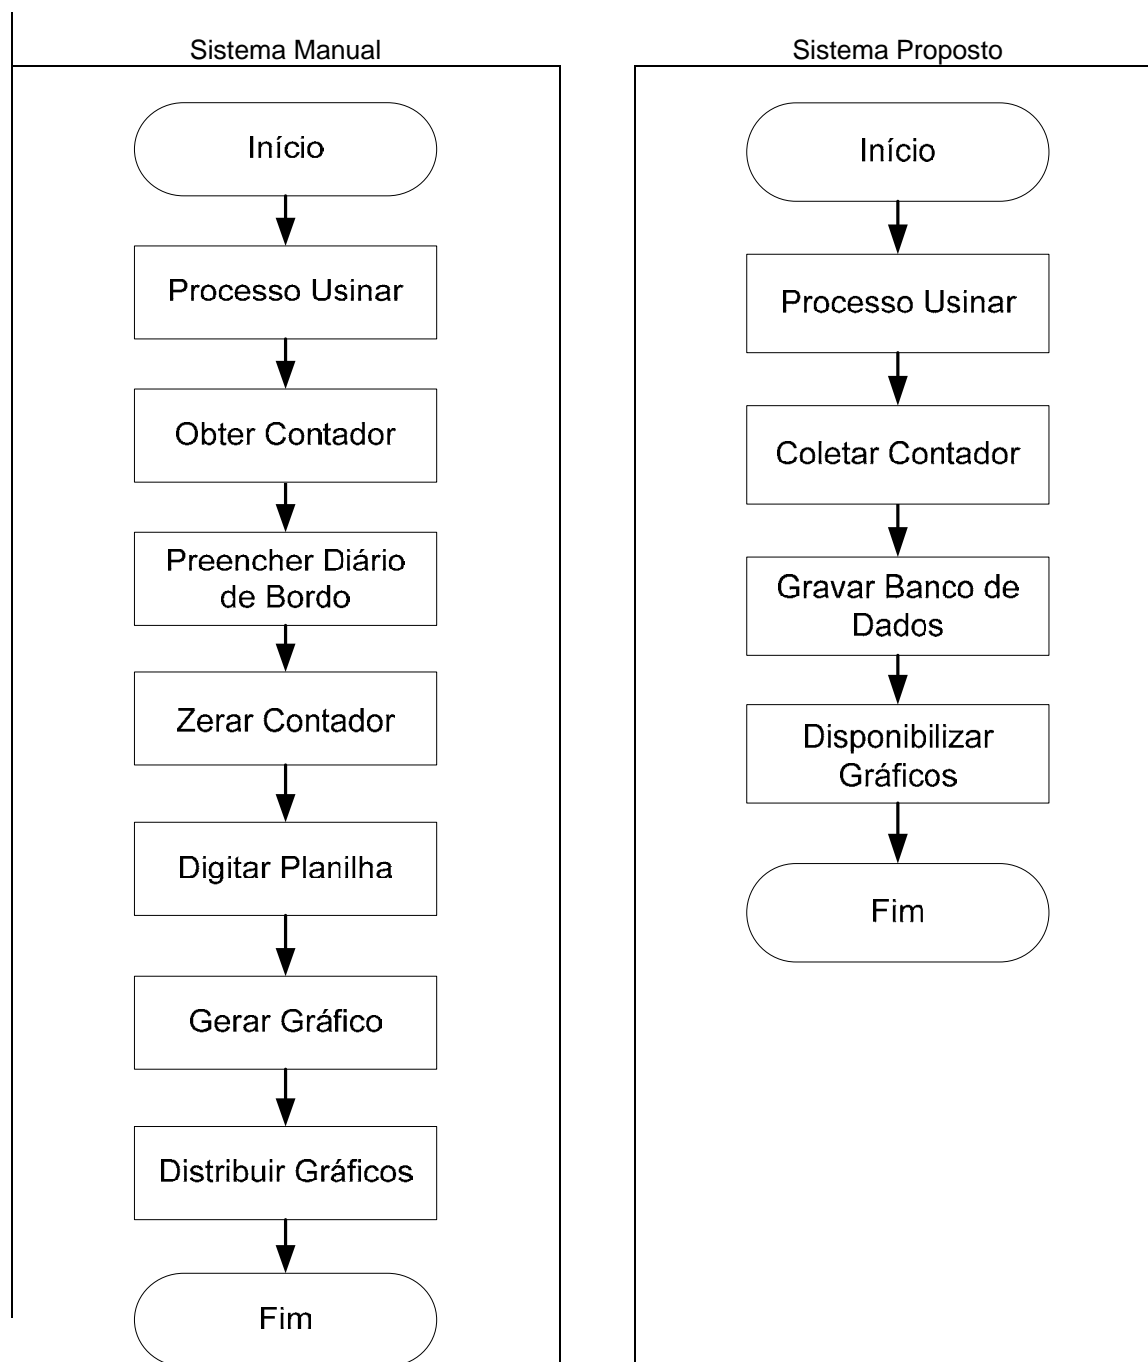 Sistema Manual
Início
Processo Usinar
Obter Contador
Preencher Diário
de Bordo
Zerar Contador
Digitar Planilha
Gerar Gráfico
Distribuir Gráficos
Fim
Sistema Proposto
Início
Processo Usinar
Coletar Contador
Gravar Banco de
Dados
Disponibilizar
Gráficos
Fim